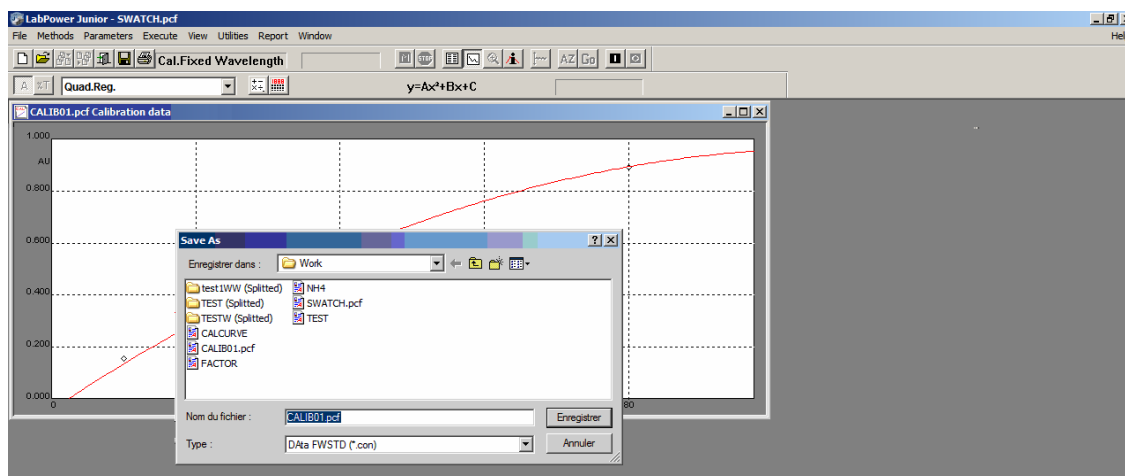 LabPower Junior - SWATCH.pcf
File Methods Parameters Execute View Utilities Report Window Hel
Cal.Fixed Wavelength AZ Go
A %T Quad.Reg. y=Ax²+Bx+C
CALIB01.pcf Calibration data
1.000
AU
0.800
0.600
0.400
0.200
0.000
0
80
Save As
Enregistrer dans : Work
test1WW (Splitted) NH4
TEST (Splitted) SWATCH.pcf
TESTW (Splitted) TEST
CALCURVE
CALIB01.pcf
FACTOR
Nom du fichier : CALIB01.pcf Enregistrer
Type : DAta FWSTD (*.con) Annuler